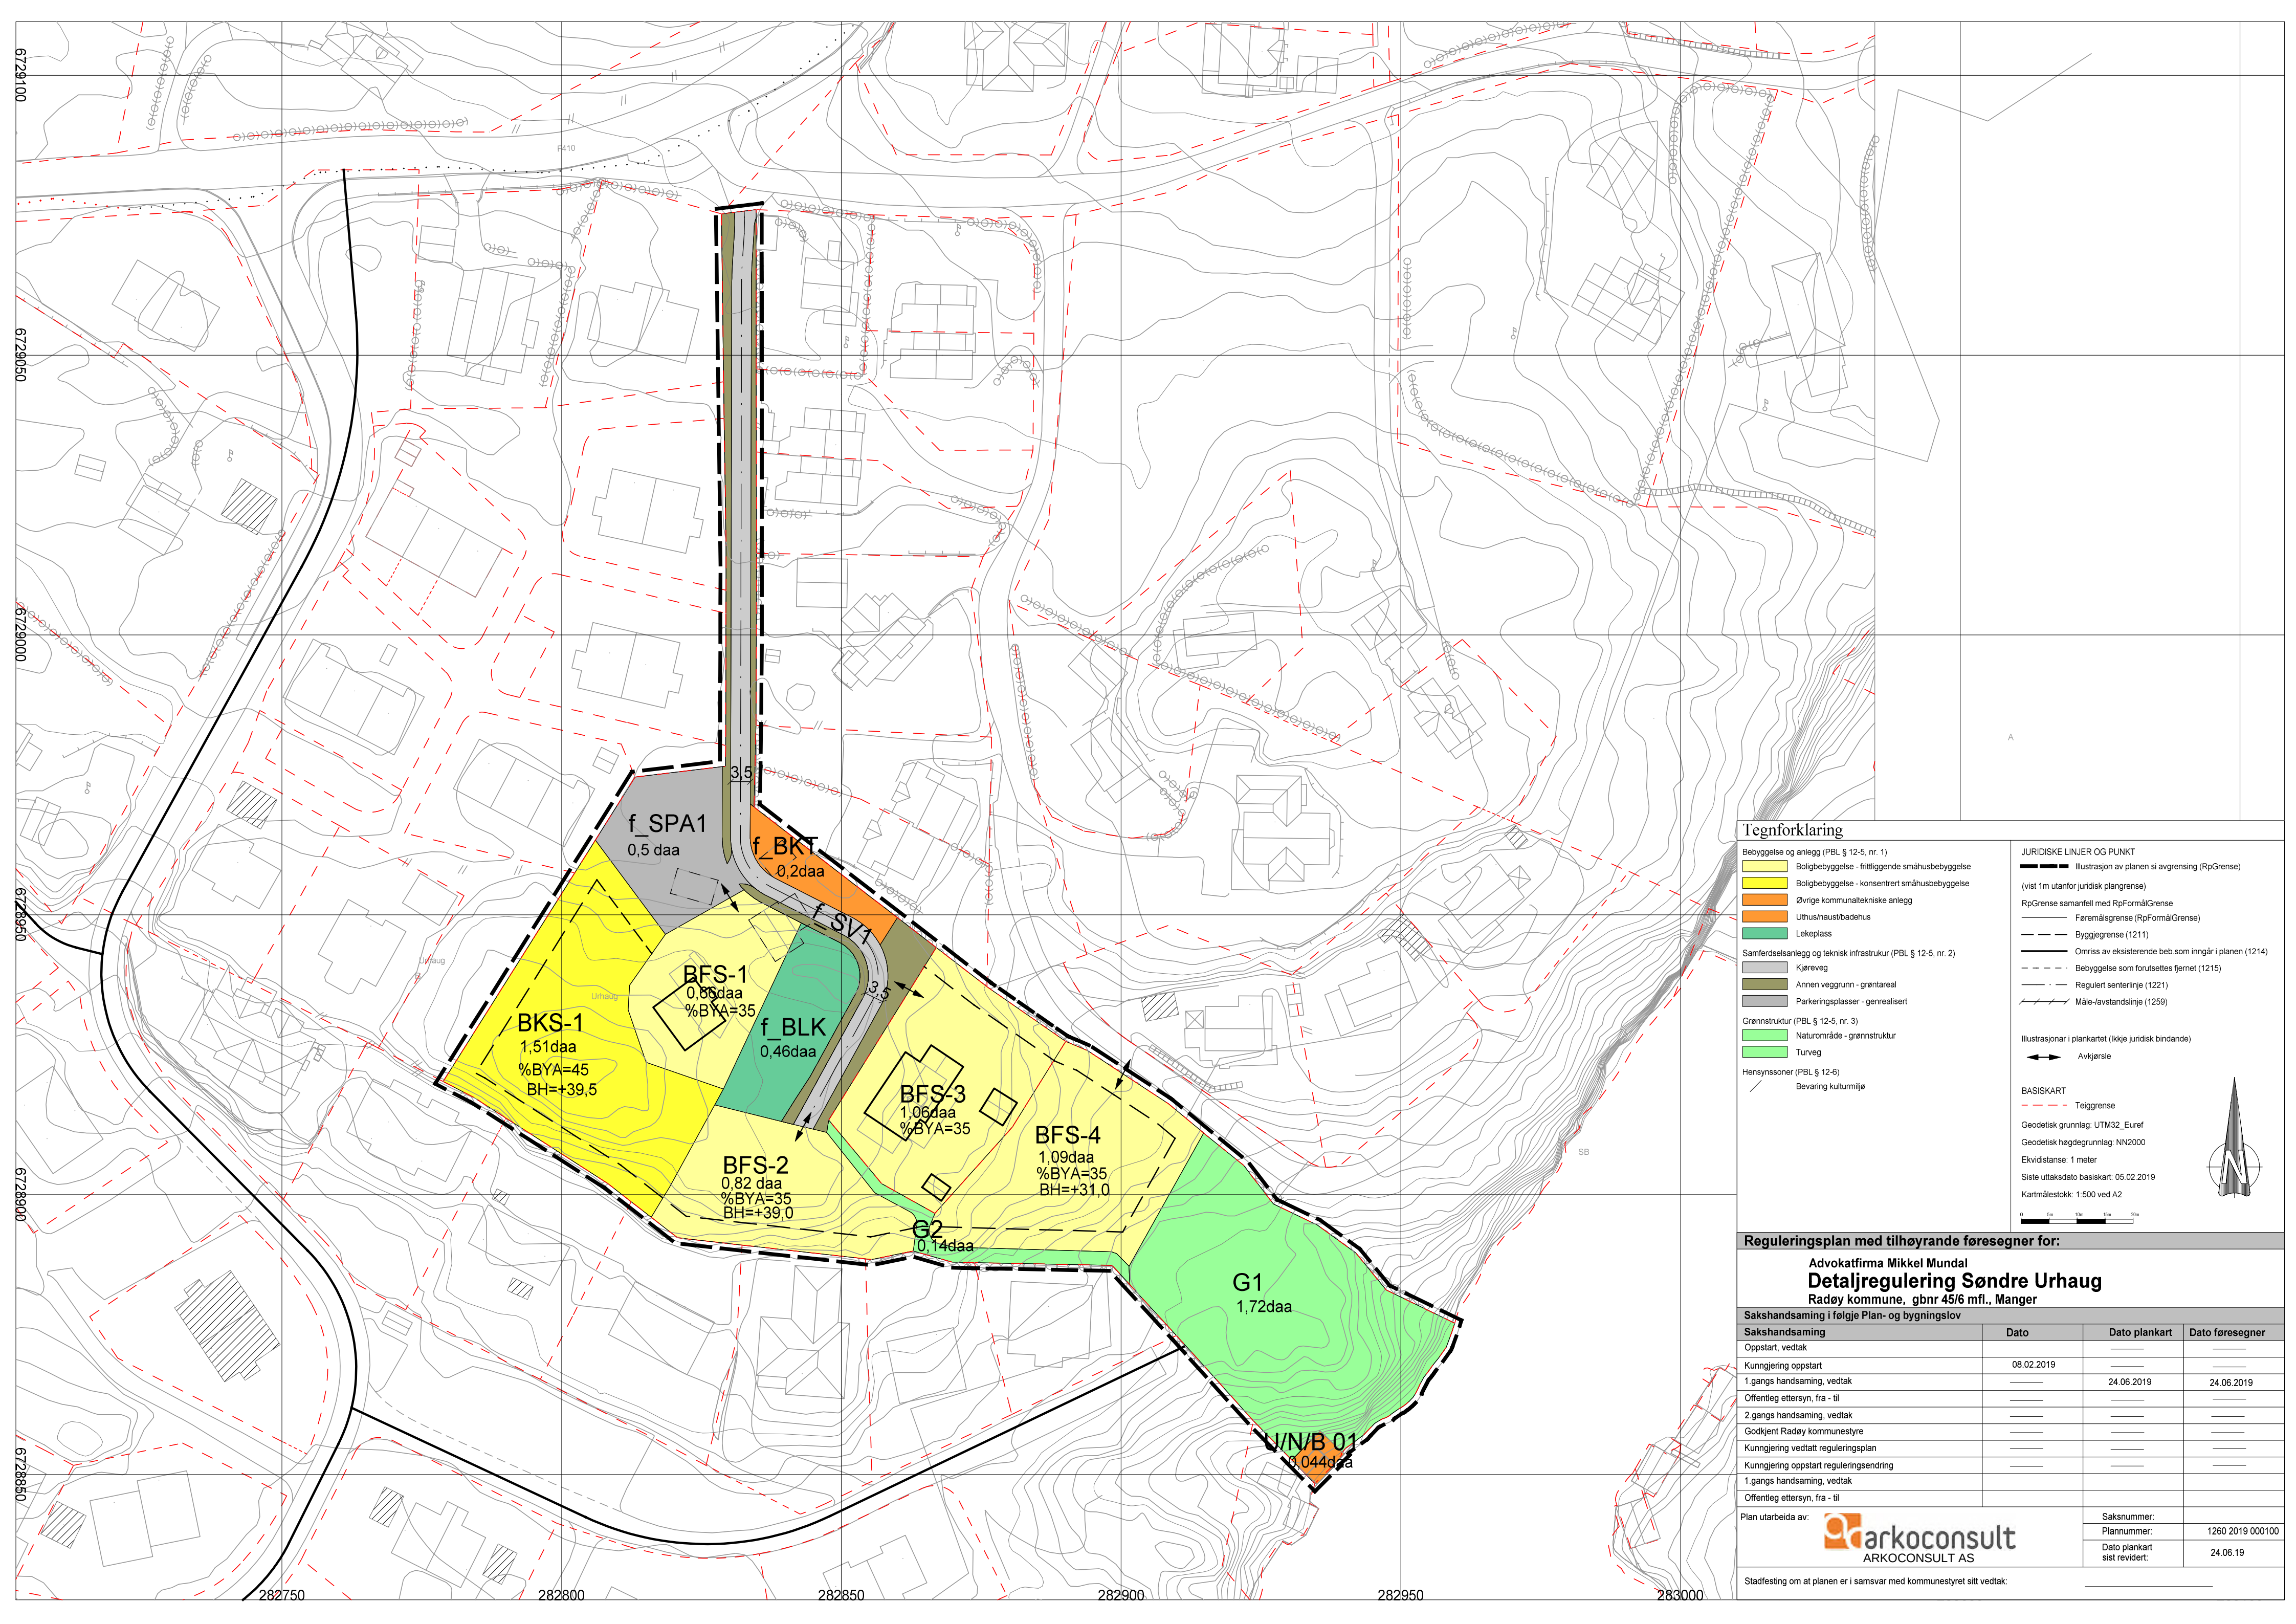 6729100
6729050
6729000
6728950
6728900
6728850
282750
282800
282850
282900
282950
283000
F410
Urhaug
Urhaug
A
SB
3,5
f_SPA1
0,5 daa
f_BKT
0,2daa
f_SV1
3,5
BFS-1
0,86daa
%BYA=35
BKS-1
1,51daa
%BYA=45
BH=+39,5
f_BLK
0,46daa
BFS-3
1,06daa
%BYA=35
BFS-4
1,09daa
%BYA=35
BH=+31,0
BFS-2
0,82 daa
%BYA=35
BH=+39,0
G2
0,14daa
G1
1,72daa
U/N/B 01
0,044daa
Tegnforklaring
Bebyggelse og anlegg (PBL § 12-5, nr. 1)
Boligbebyggelse - frittliggende småhusbebyggelse
Boligbebyggelse - konsentrert småhusbebyggelse
Øvrige kommunaltekniske anlegg
Uthus/naust/badehus
Lekeplass
Samferdselsanlegg og teknisk infrastrukur (PBL § 12-5, nr. 2)
Kjøreveg
Annen veggrunn - grøntareal
Parkeringsplasser - genrealisert
Grønnstruktur (PBL § 12-5, nr. 3)
Naturområde - grønnstruktur
Turveg
Hensynssoner (PBL § 12-6)
Bevaring kulturmiljø
JURIDISKE LINJER OG PUNKT
Illustrasjon av planen si avgrensing (RpGrense)
(vist 1m utanfor juridisk plangrense)
RpGrense samanfell med RpFormålGrense
Føremålsgrense (RpFormålGrense)
Byggjegrense (1211)
Omriss av eksisterende beb.som inngår i planen (1214)
Bebyggelse som forutsettes fjernet (1215)
Regulert senterlinje (1221)
Måle-/avstandslinje (1259)
Illustrasjonar i plankartet (Ikkje juridisk bindande)
Avkjørsle
BASISKART
Teiggrense
Geodetisk grunnlag: UTM32_Euref
Geodetisk høgdegrunnlag: NN2000
Ekvidistanse: 1 meter
Siste uttaksdato basiskart: 05.02.2019
Kartmålestokk: 1:500 ved A2
0 5m 10m 15m 20m
N
Reguleringsplan med tilhøyrande føresegner for:
Advokatfirma Mikkel Mundal
Detaljregulering Søndre Urhaug
Radøy kommune, gbnr 45/6 mfl., Manger
Sakshandsaming i følgje Plan- og bygningslov
Sakshandsaming Dato Dato plankart Dato føresegner
Oppstart, vedtak
Kunngjering oppstart 08.02.2019
1.gangs handsaming, vedtak 24.06.2019 24.06.2019
Offentleg ettersyn, fra - til
2.gangs handsaming, vedtak
Godkjent Radøy kommunestyre
Kunngjering vedtatt reguleringsplan
Kunngjering oppstart reguleringsendring
1.gangs handsaming, vedtak
Offentleg ettersyn, fra - til
Plan utarbeida av:
arkoconsult
ARKOCONSULT AS
Saksnummer:
Plannummer: 1260 2019 000100
Dato plankart
sist revidert: 24.06.19
Stadfesting om at planen er i samsvar med kommunestyret sitt vedtak: